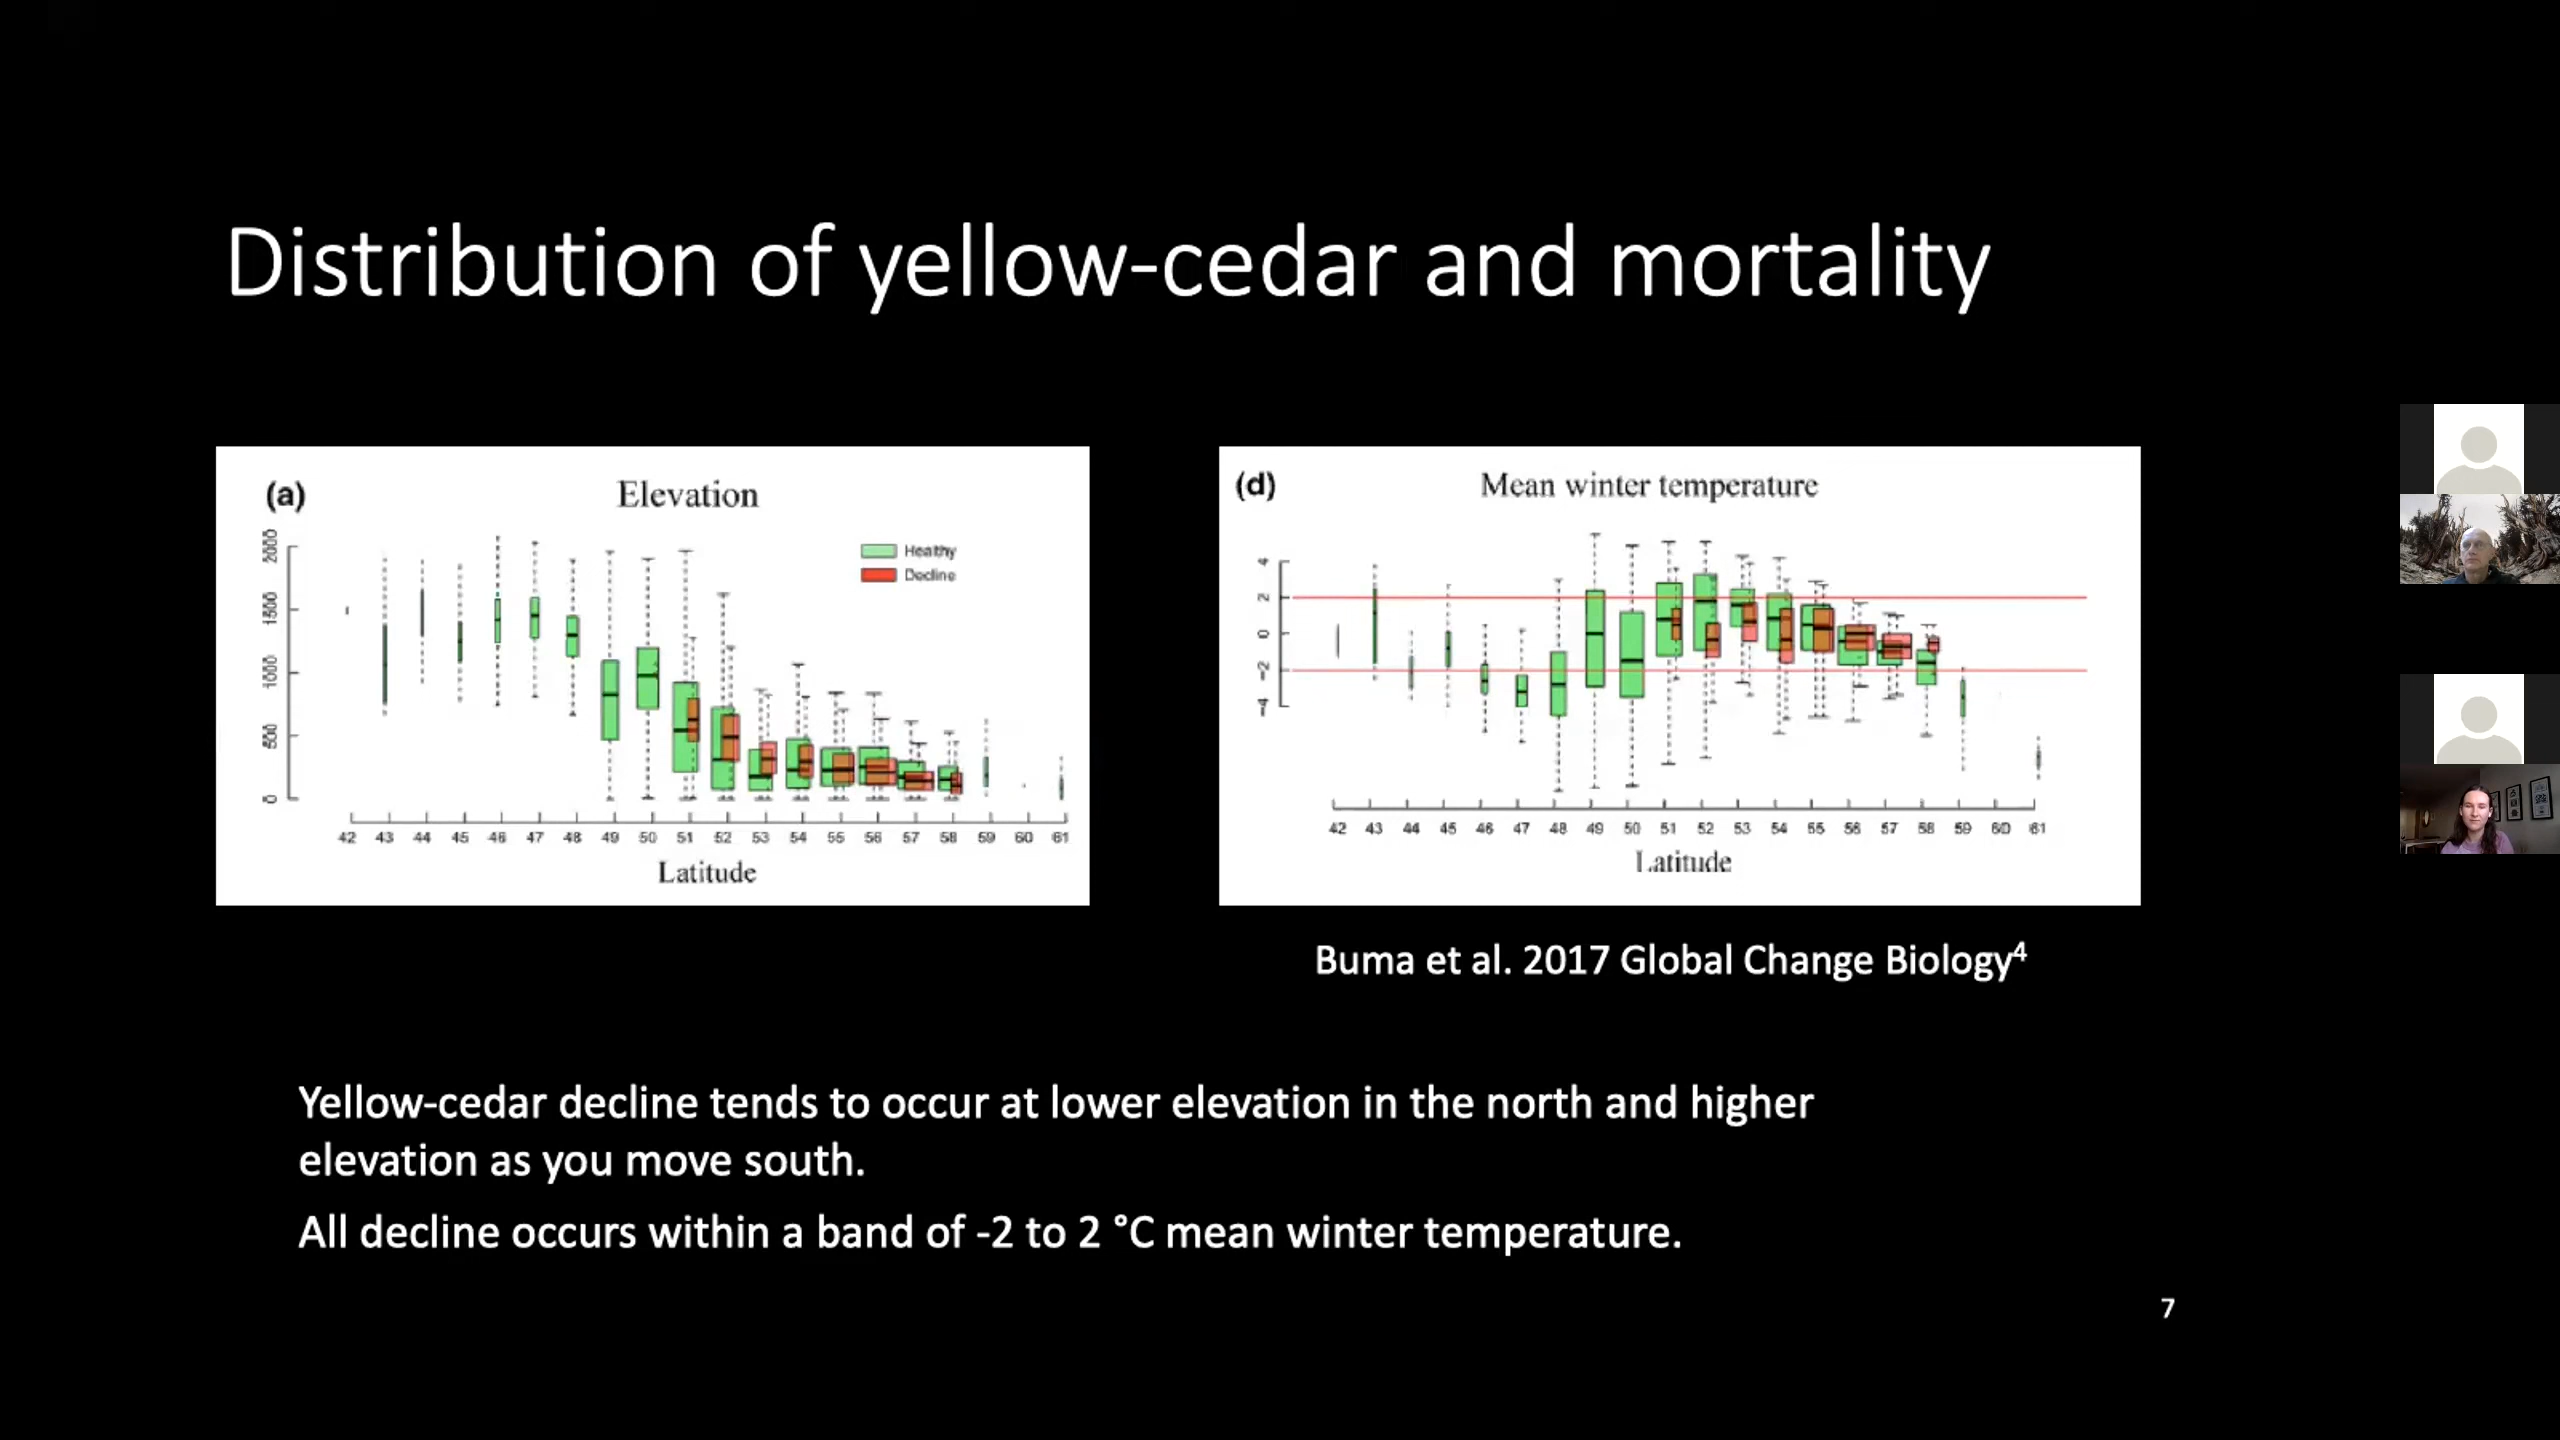 Distribution of yellow-cedar and mortality
(a)
Elevation
2000
1500
1000
500
0
Healthy
Decline
42 43 44 45 46 47 48 49 50 51 52 53 54 55 56 57 58 59 60 61
Latitude
(d)
Mean winter temperature
4
2
0
-2
-4
42 43 44 45 46 47 48 49 50 51 52 53 54 55 56 57 58 59 60 61
Latitude
Buma et al. 2017 Global Change Biology⁴
Yellow-cedar decline tends to occur at lower elevation in the north and higher
elevation as you move south.
All decline occurs within a band of -2 to 2 °C mean winter temperature.
7